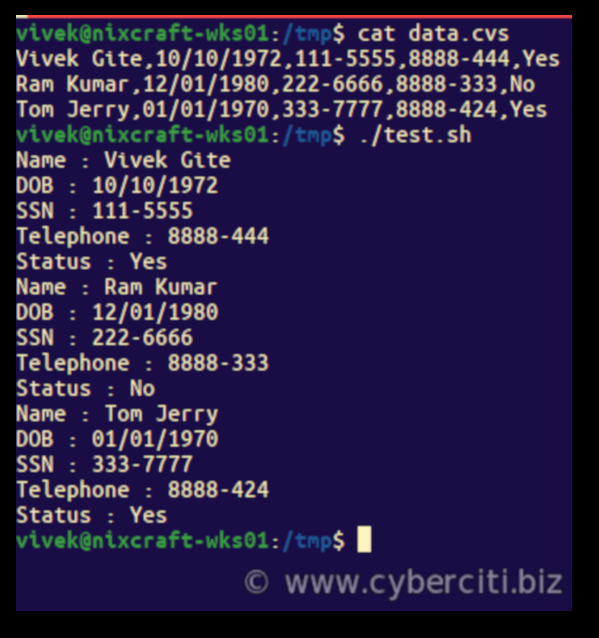 vivek@nixcraft-wks01:/tmp$ cat data.cvs
Vivek Gite,10/10/1972,111-5555,8888-444,Yes
Ram Kumar,12/01/1980,222-6666,8888-333,No
Tom Jerry,01/01/1970,333-7777,8888-424,Yes
vivek@nixcraft-wks01:/tmp$ ./test.sh
Name : Vivek Gite
DOB : 10/10/1972
SSN : 111-5555
Telephone : 8888-444
Status : Yes
Name : Ram Kumar
DOB : 12/01/1980
SSN : 222-6666
Telephone : 8888-333
Status : No
Name : Tom Jerry
DOB : 01/01/1970
SSN : 333-7777
Telephone : 8888-424
Status : Yes
vivek@nixcraft-wks01:/tmp$
© www.cyberciti.biz